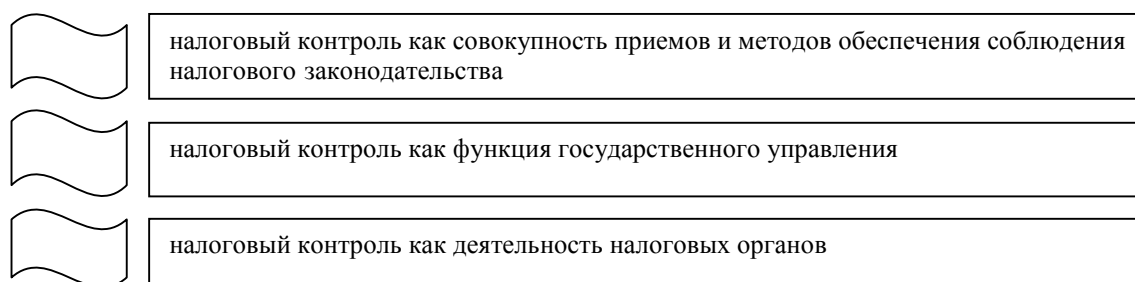 налоговый контроль как совокупность приемов и методов обеспечения соблюдения
налогового законодательства
налоговый контроль как функция государственного управления
налоговый контроль как деятельность налоговых органов